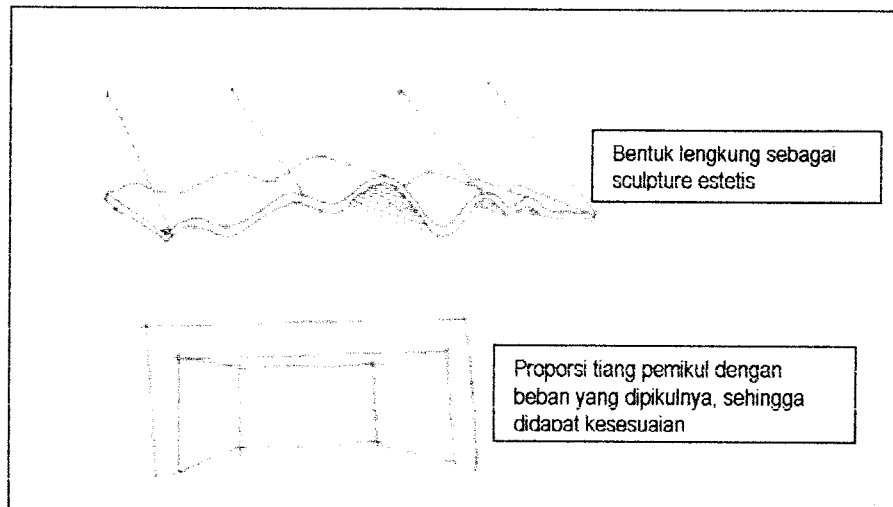 Bentuk lengkung sebagai
sculpture estetis
Proporsi tiang pemikul dengan
beban yang dipikulnya, sehingga
didapat kesesuaian